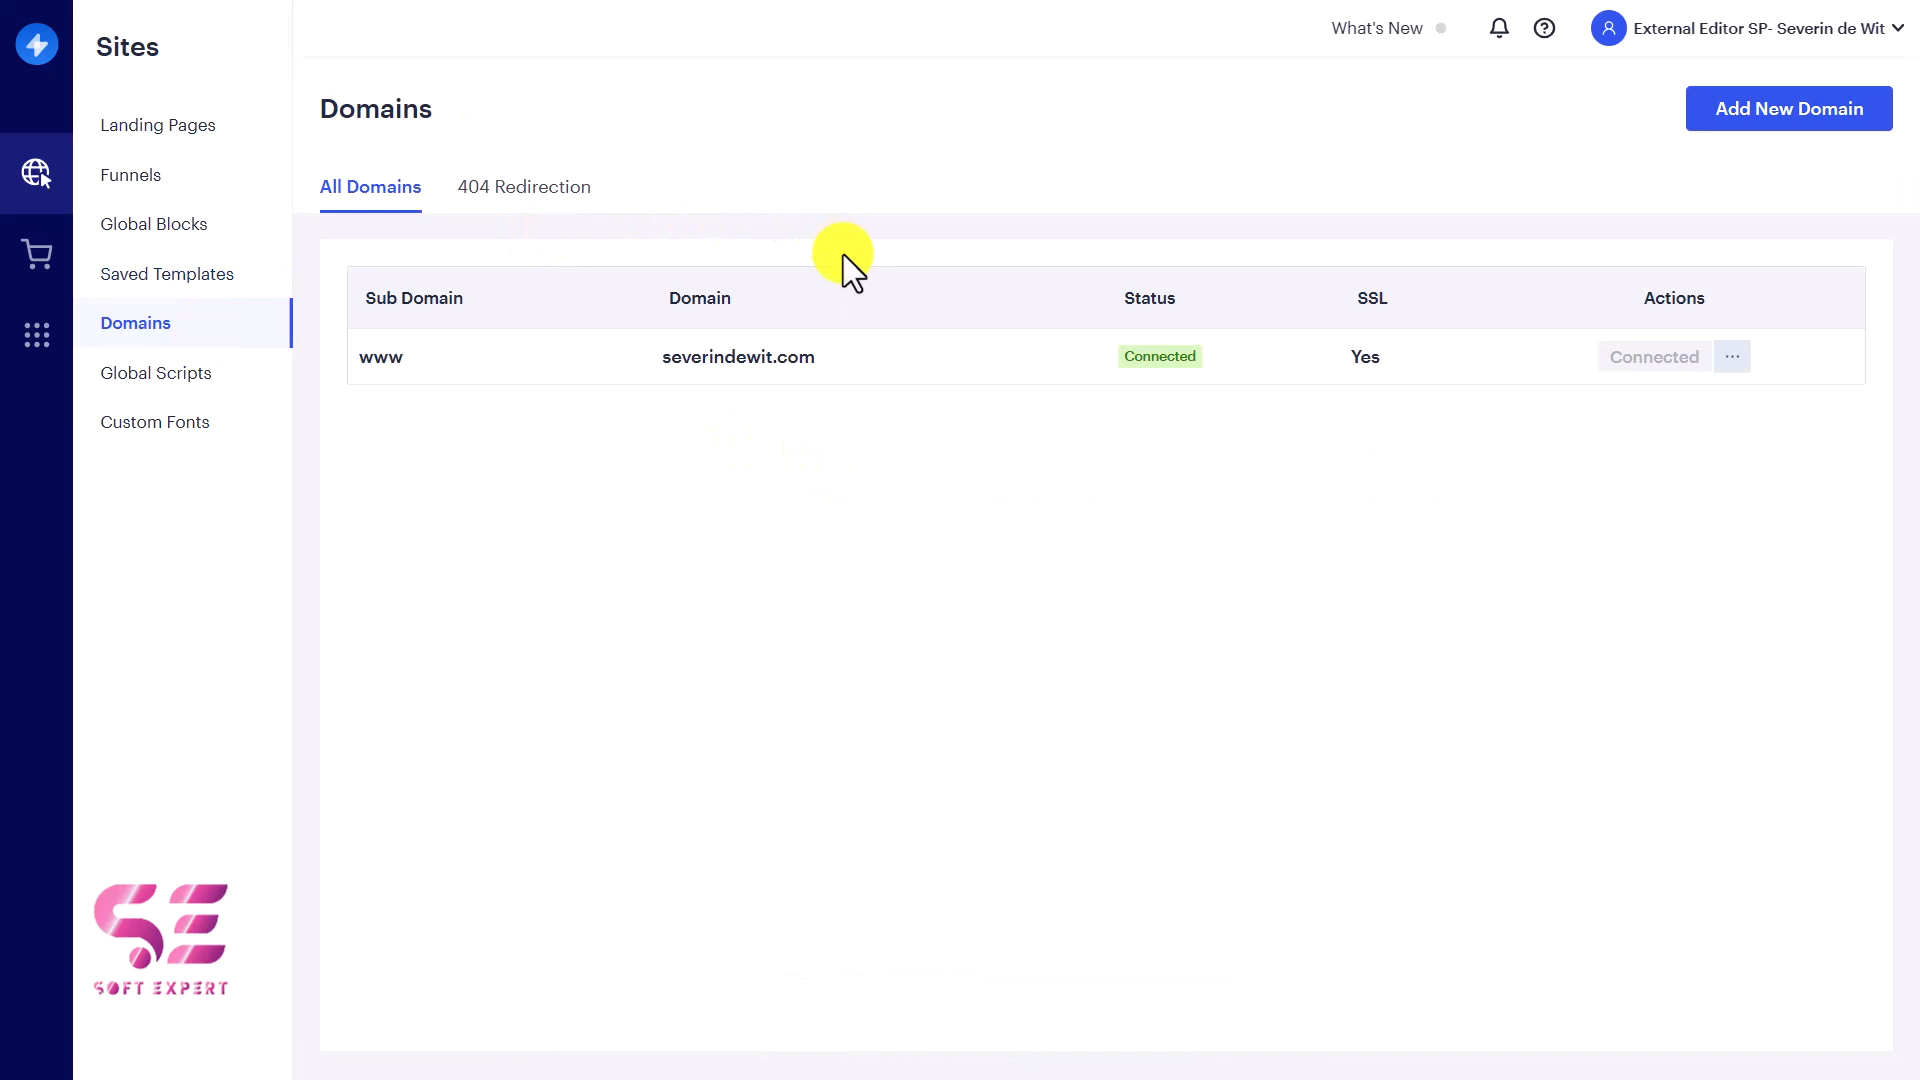 Sites
What's New
External Editor SP- Severin de Wit
Landing Pages
Funnels
Global Blocks
Saved Templates
Domains
Global Scripts
Custom Fonts
Domains
Add New Domain
All Domains 404 Redirection
Sub Domain Domain Status SSL Actions
www severindewit.com Connected Yes Connected ...
SE
SOFT EXPERT